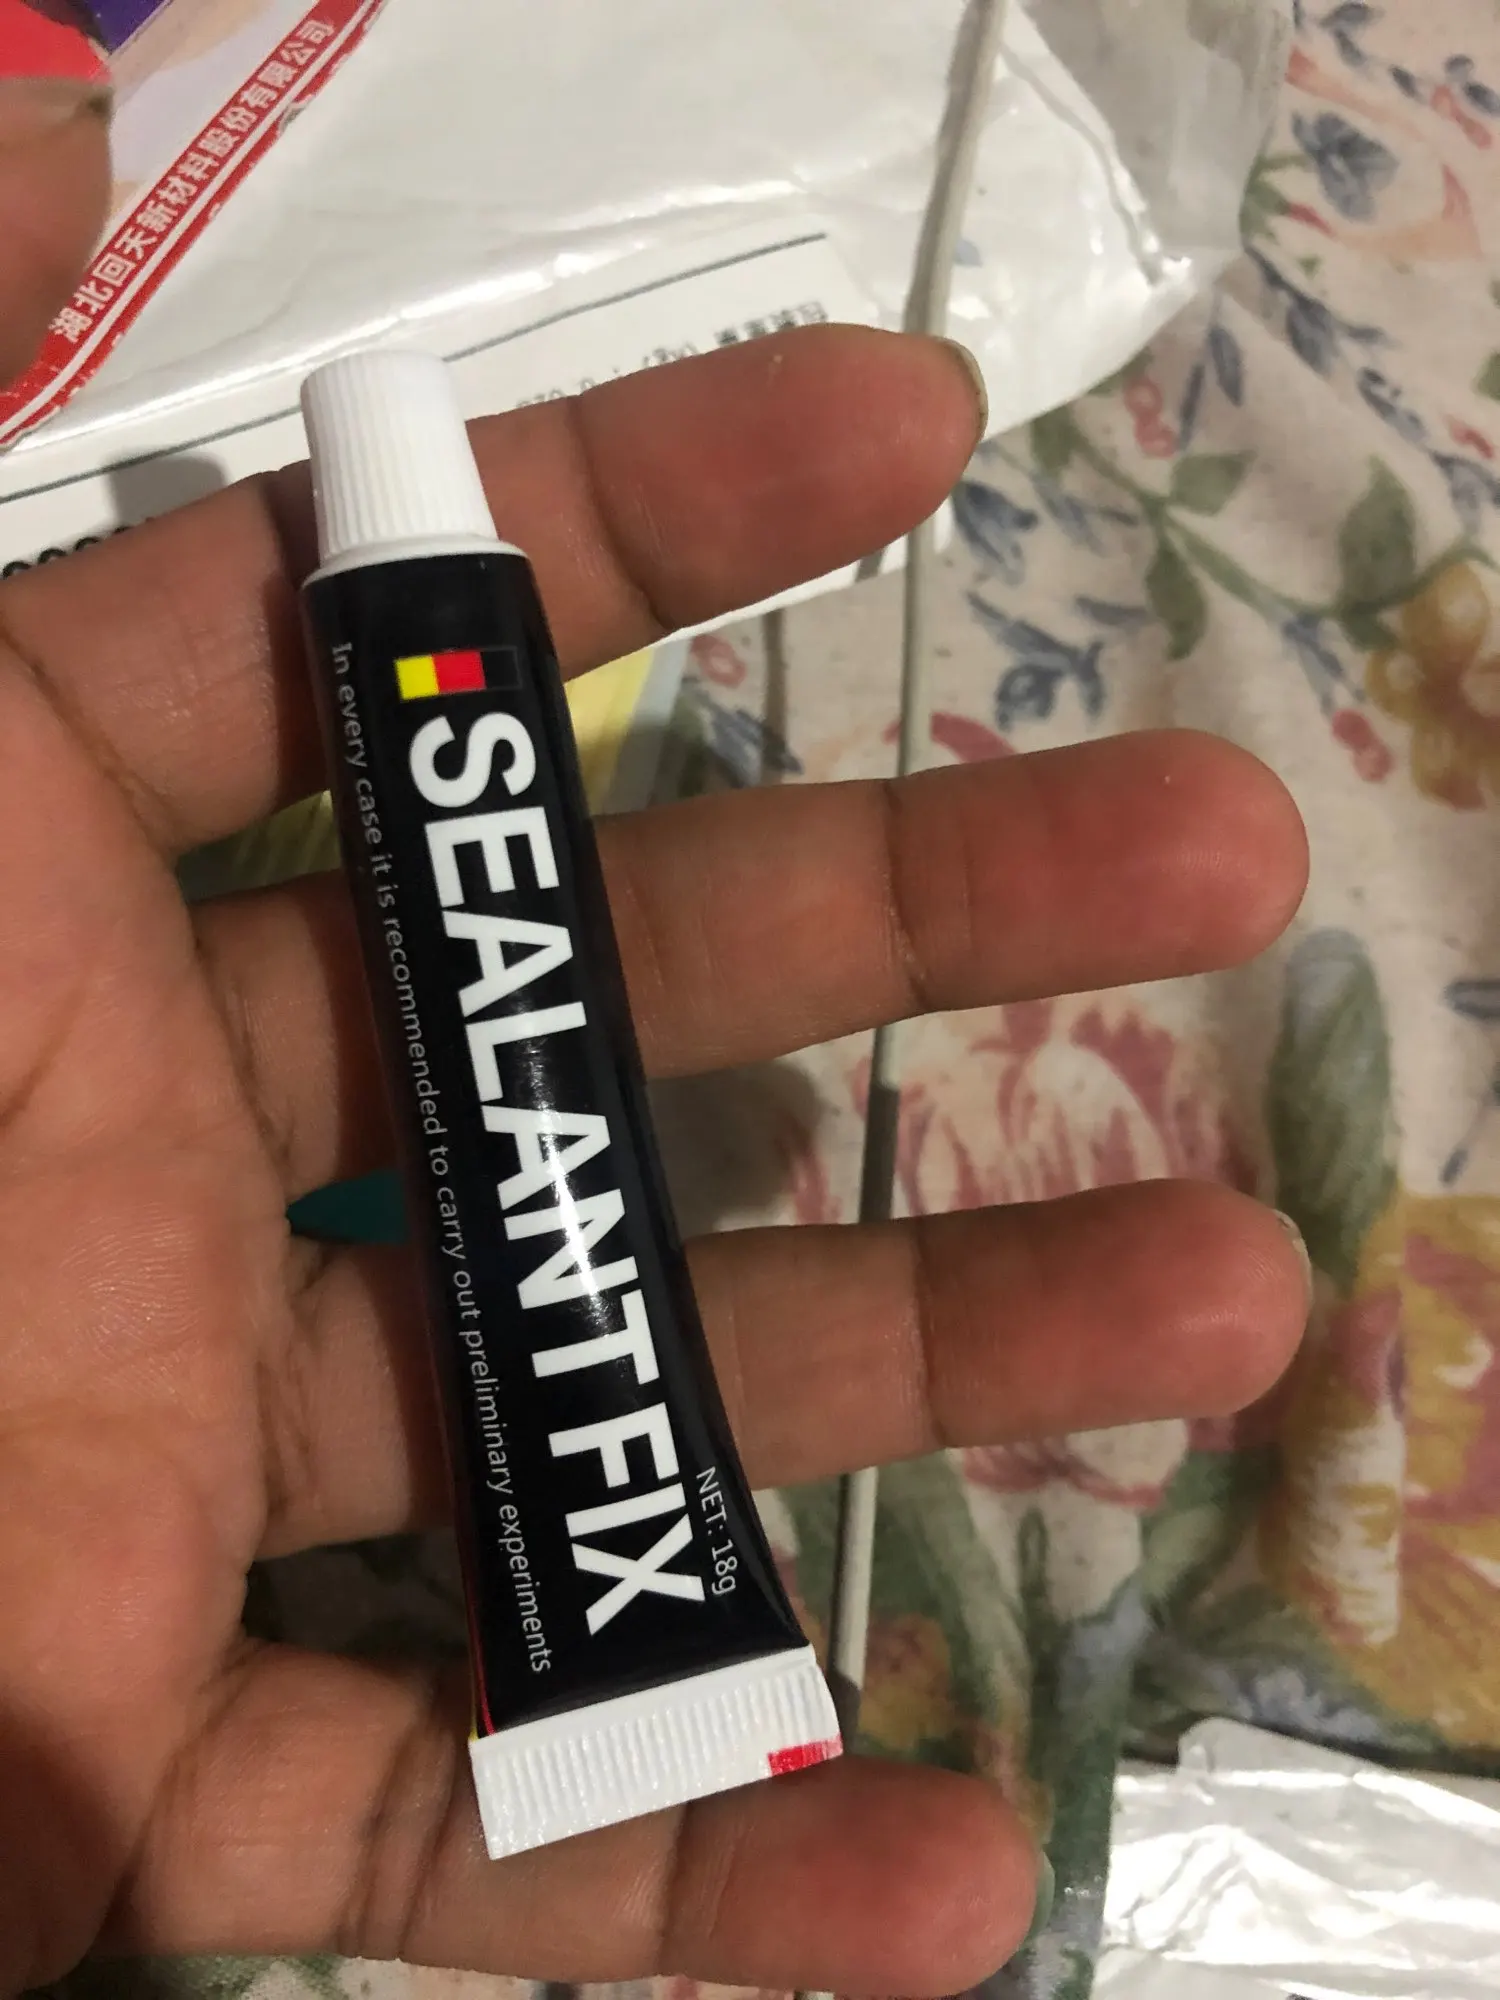 湖北回天新材料股份有限公司
SEALANT FIX
NET: 18g
In every case it is recommended to carry out preliminary experiments